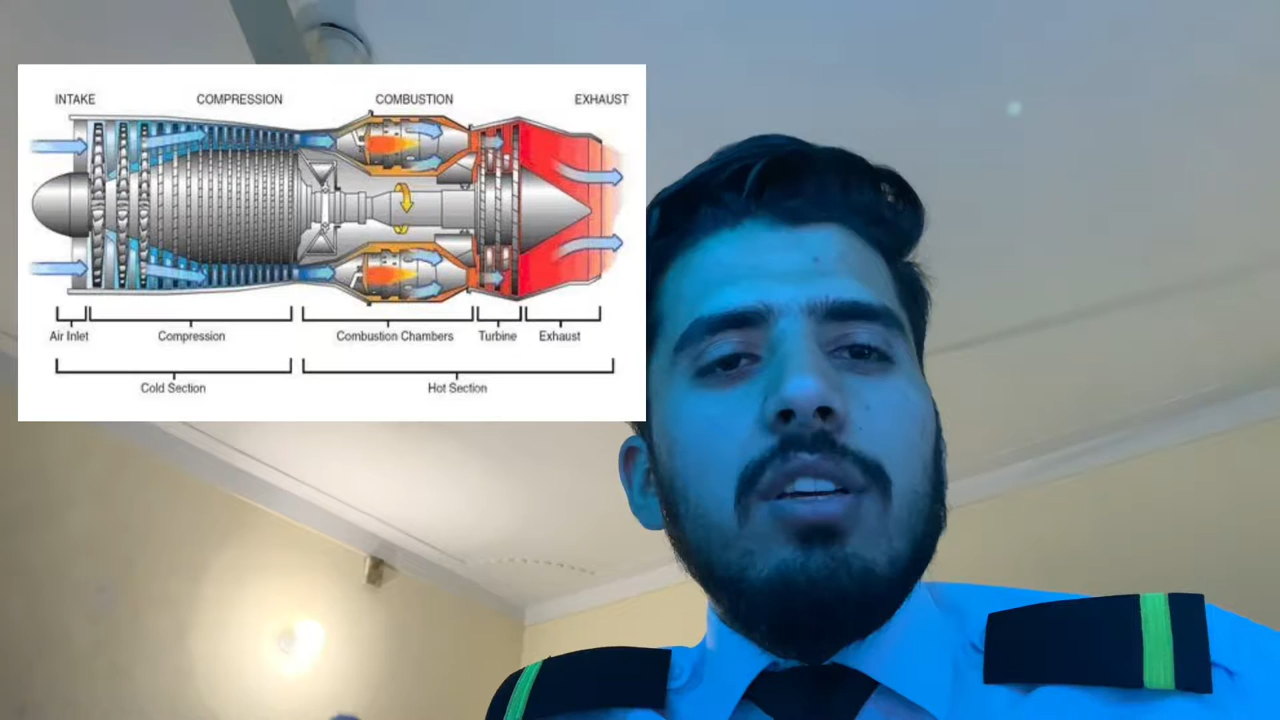 INTAKE COMPRESSION COMBUSTION EXHAUST
Air Inlet Compression Combustion Chambers Turbine Exhaust
Cold Section Hot Section